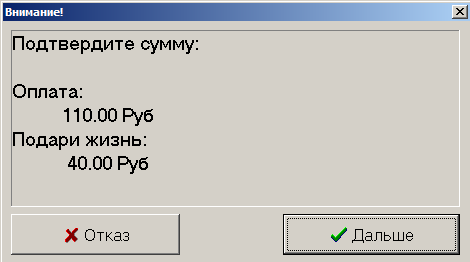 Внимание!
Подтвердите сумму:
Оплата:
110.00 Руб
Подари жизнь:
40.00 Руб
Отказ
Дальше